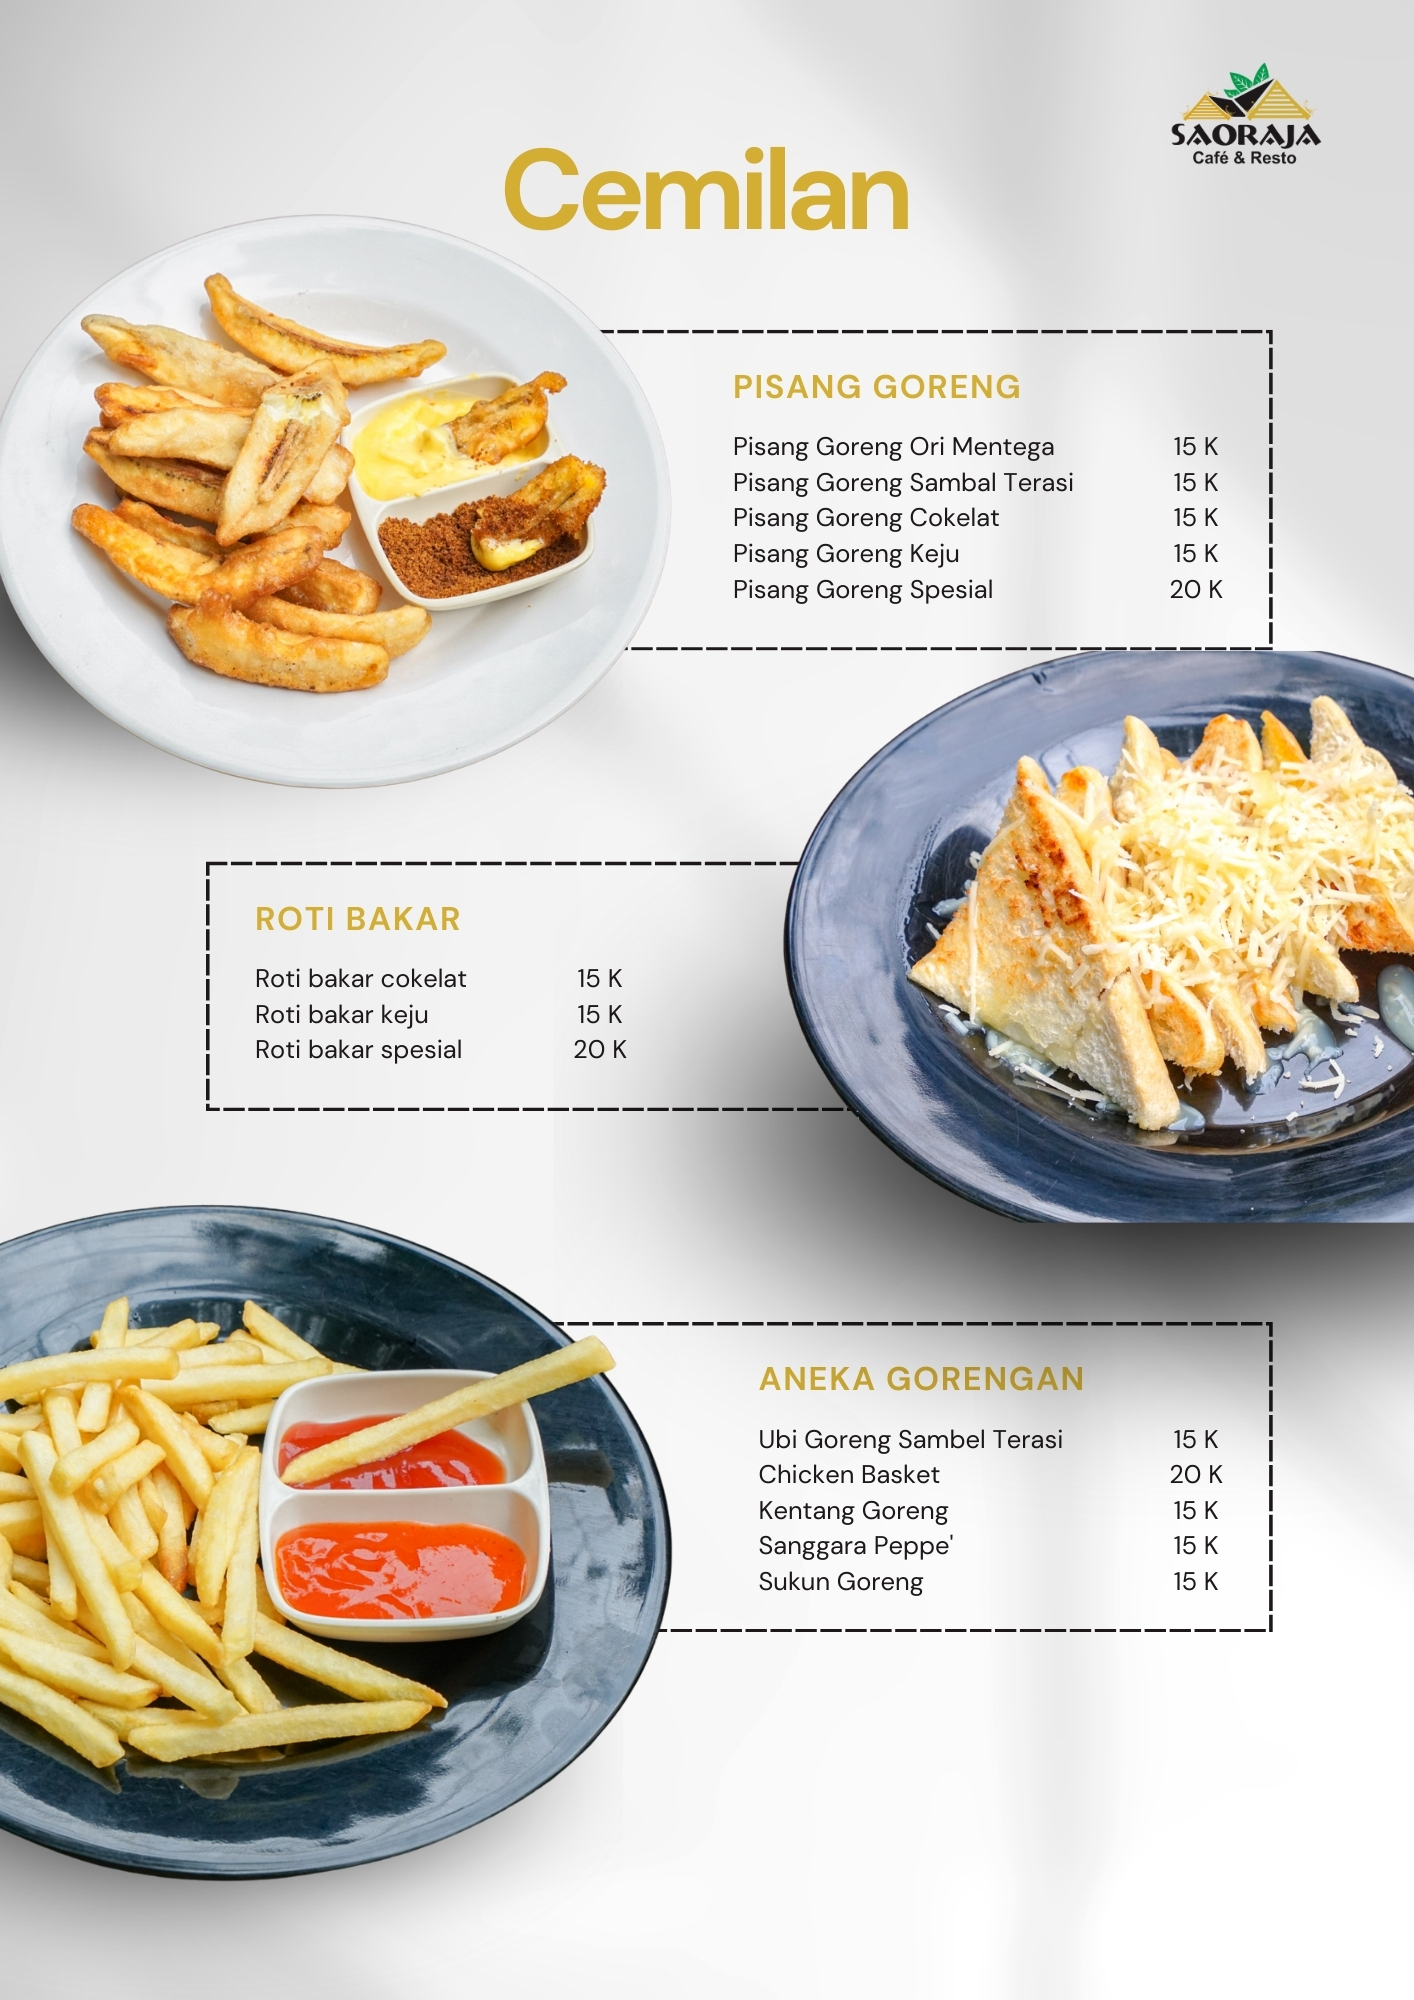 SAORAJA
Café & Resto
Cemilan
PISANG GORENG
Pisang Goreng Ori Mentega 15 K
Pisang Goreng Sambal Terasi 15 K
Pisang Goreng Cokelat 15 K
Pisang Goreng Keju 15 K
Pisang Goreng Spesial 20 K
ROTI BAKAR
Roti bakar cokelat 15 K
Roti bakar keju 15 K
Roti bakar spesial 20 K
ANEKA GORENGAN
Ubi Goreng Sambel Terasi 15 K
Chicken Basket 20 K
Kentang Goreng 15 K
Sanggara Peppe' 15 K
Sukun Goreng 15 K